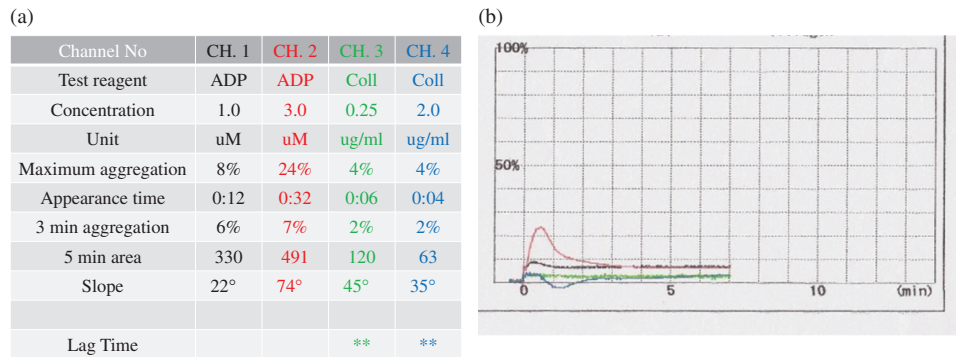 (a)
Channel No CH. 1 CH. 2 CH. 3 CH. 4
Test reagent ADP ADP Coll Coll
Concentration 1.0 3.0 0.25 2.0
Unit uM uM ug/ml ug/ml
Maximum aggregation 8% 24% 4% 4%
Appearance time 0:12 0:32 0:06 0:04
3 min aggregation 6% 7% 2% 2%
5 min area 330 491 120 63
Slope 22° 74° 45° 35°
Lag Time ** **
(b)
100%
50%
0 5 10 (min)